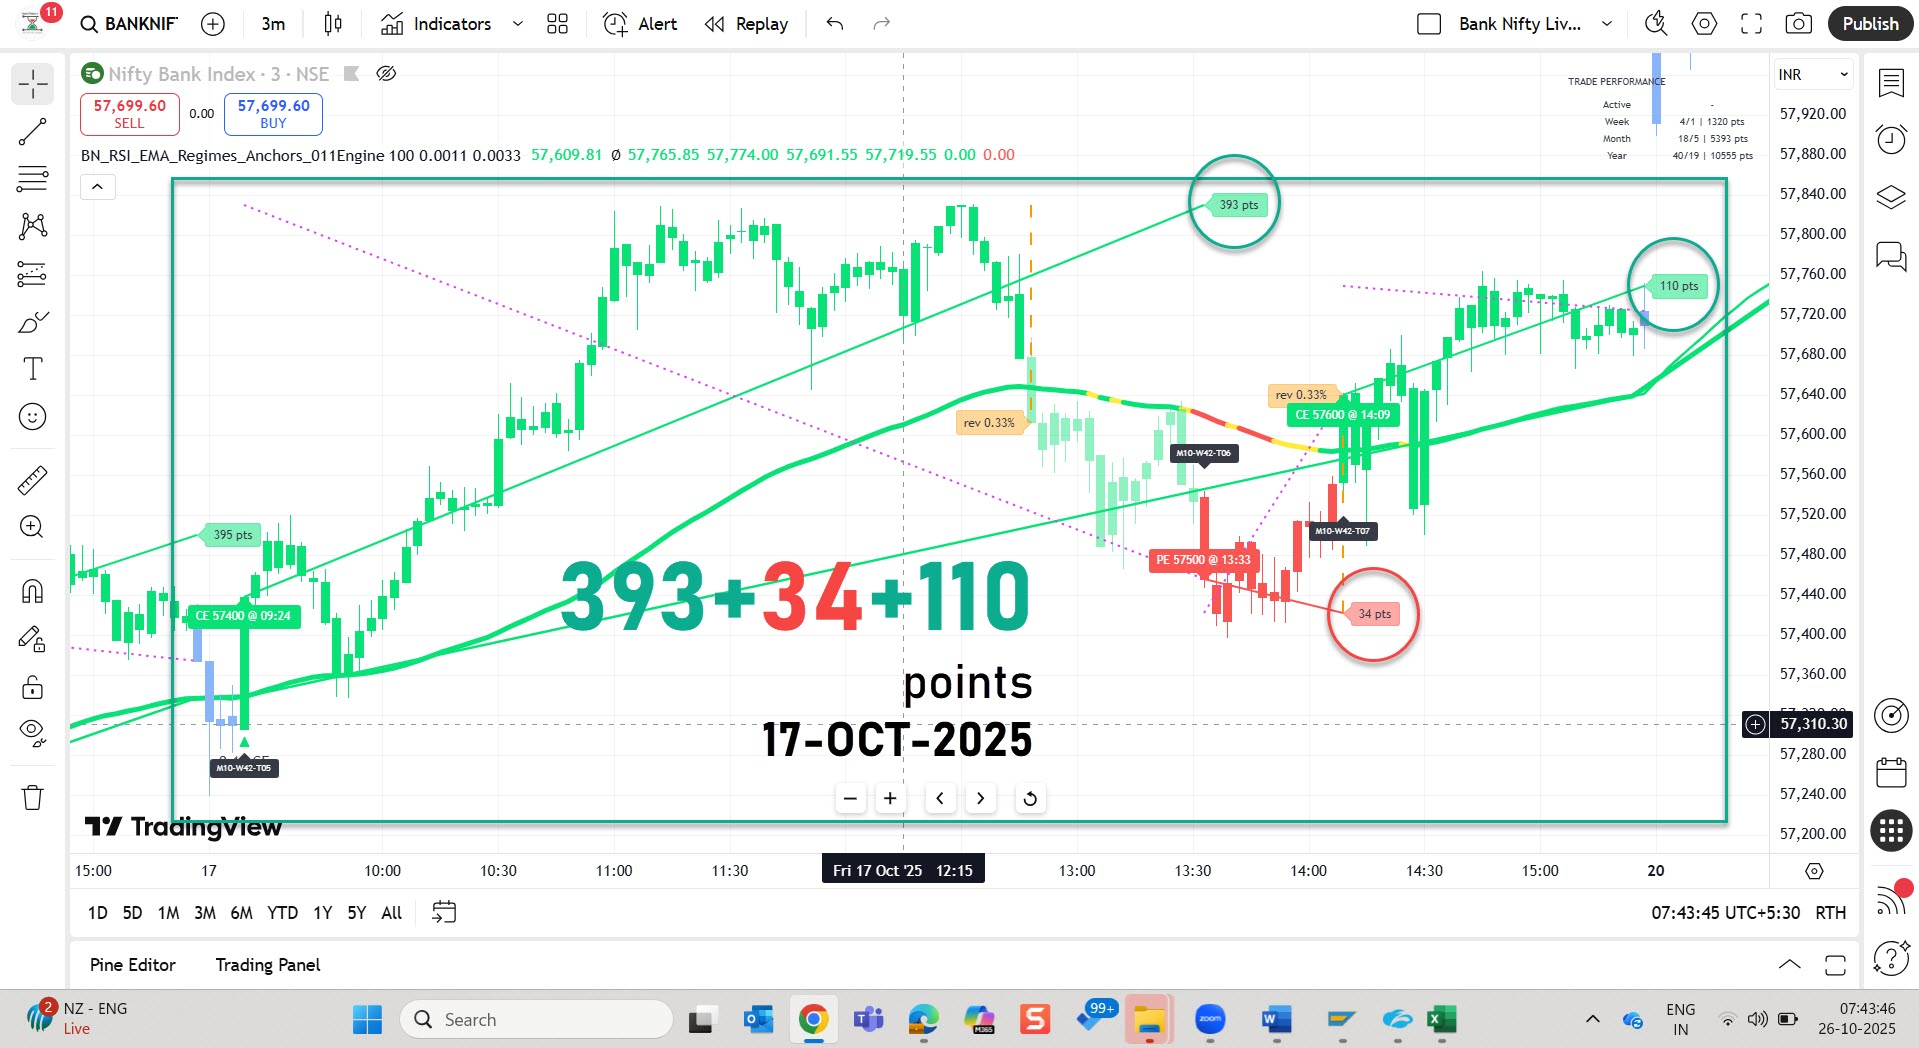 11
BANKNIF
3m
Indicators
Alert
Replay
Bank Nifty Liv...
Publish
Nifty Bank Index · 3 · NSE
57,699.60
SELL
0.00
57,699.60
BUY
BN_RSI_EMA_Regimes_Anchors_011Engine 100 0.0011 0.0033 57,609.81 Ø 57,765.85 57,774.00 57,691.55 57,719.55 0.00 0.00
TRADE PERFORMANCE
Active -
Week 4/1 | 1320 pts
Month 18/5 | 5393 pts
Year 40/19 | 10555 pts
INR
57,920.00
57,880.00
57,840.00
57,800.00
57,760.00
57,720.00
57,680.00
57,640.00
57,600.00
57,560.00
57,520.00
57,480.00
57,440.00
57,400.00
57,360.00
57,310.30
57,280.00
57,240.00
57,200.00
393 pts
110 pts
rev 0.33%
rev 0.33%
CE 57600 @ 14:09
M10-W42-T06
M10-W42-T07
395 pts
PE 57500 @ 13:33
CE 57400 @ 09:24
34 pts
393+34+110
points
17-OCT-2025
M10-W42-T05
TradingView
15:00
17
10:00
10:30
11:00
11:30
Fri 17 Oct '25 12:15
13:00
13:30
14:00
14:30
15:00
20
1D
5D
1M
3M
6M
YTD
1Y
5Y
All
07:43:45 UTC+5:30
RTH
Pine Editor
Trading Panel
2
NZ - ENG
Live
Search
M365
99+
zoom
ENG
IN
07:43:46
26-10-2025